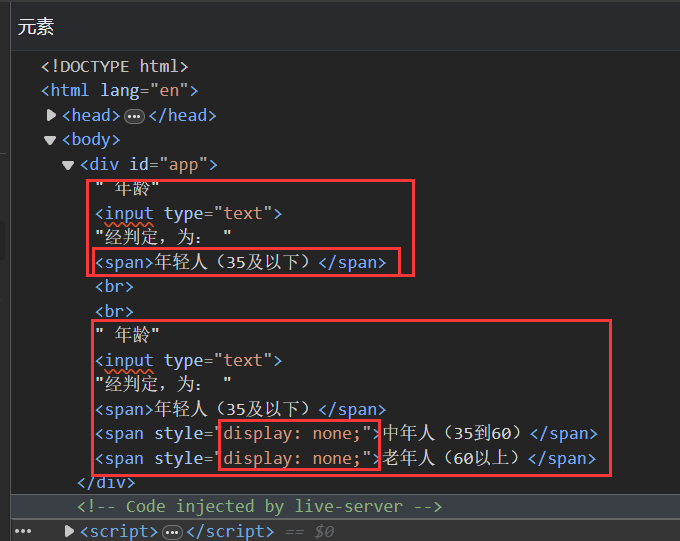 元素
<!DOCTYPE html>
<html lang="en">
▶<head>…</head>
▼<body>
▼<div id="app">
" 年龄"
<input type="text">
"经判定，为： "
<span>年轻人（35及以下）</span>
<br>
<br>
" 年龄"
<input type="text">
"经判定，为： "
<span>年轻人（35及以下）</span>
<span style="display: none;">中年人（35到60）</span>
<span style="display: none;">老年人（60以上）</span>
</div>
<!-- Code injected by live-server -->
… ▶<script>…</script> == $0